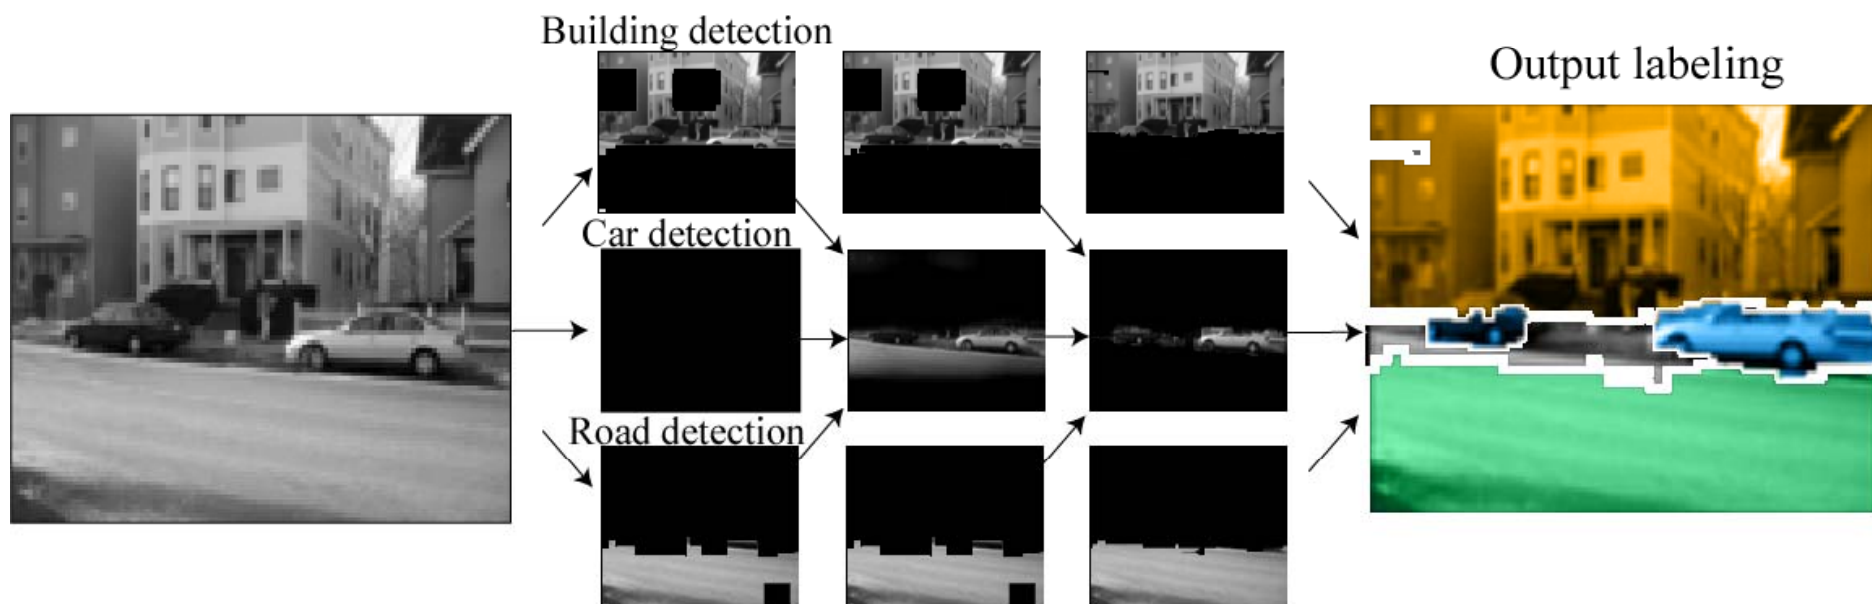 Building detection
Car detection
Road detection
Output labeling